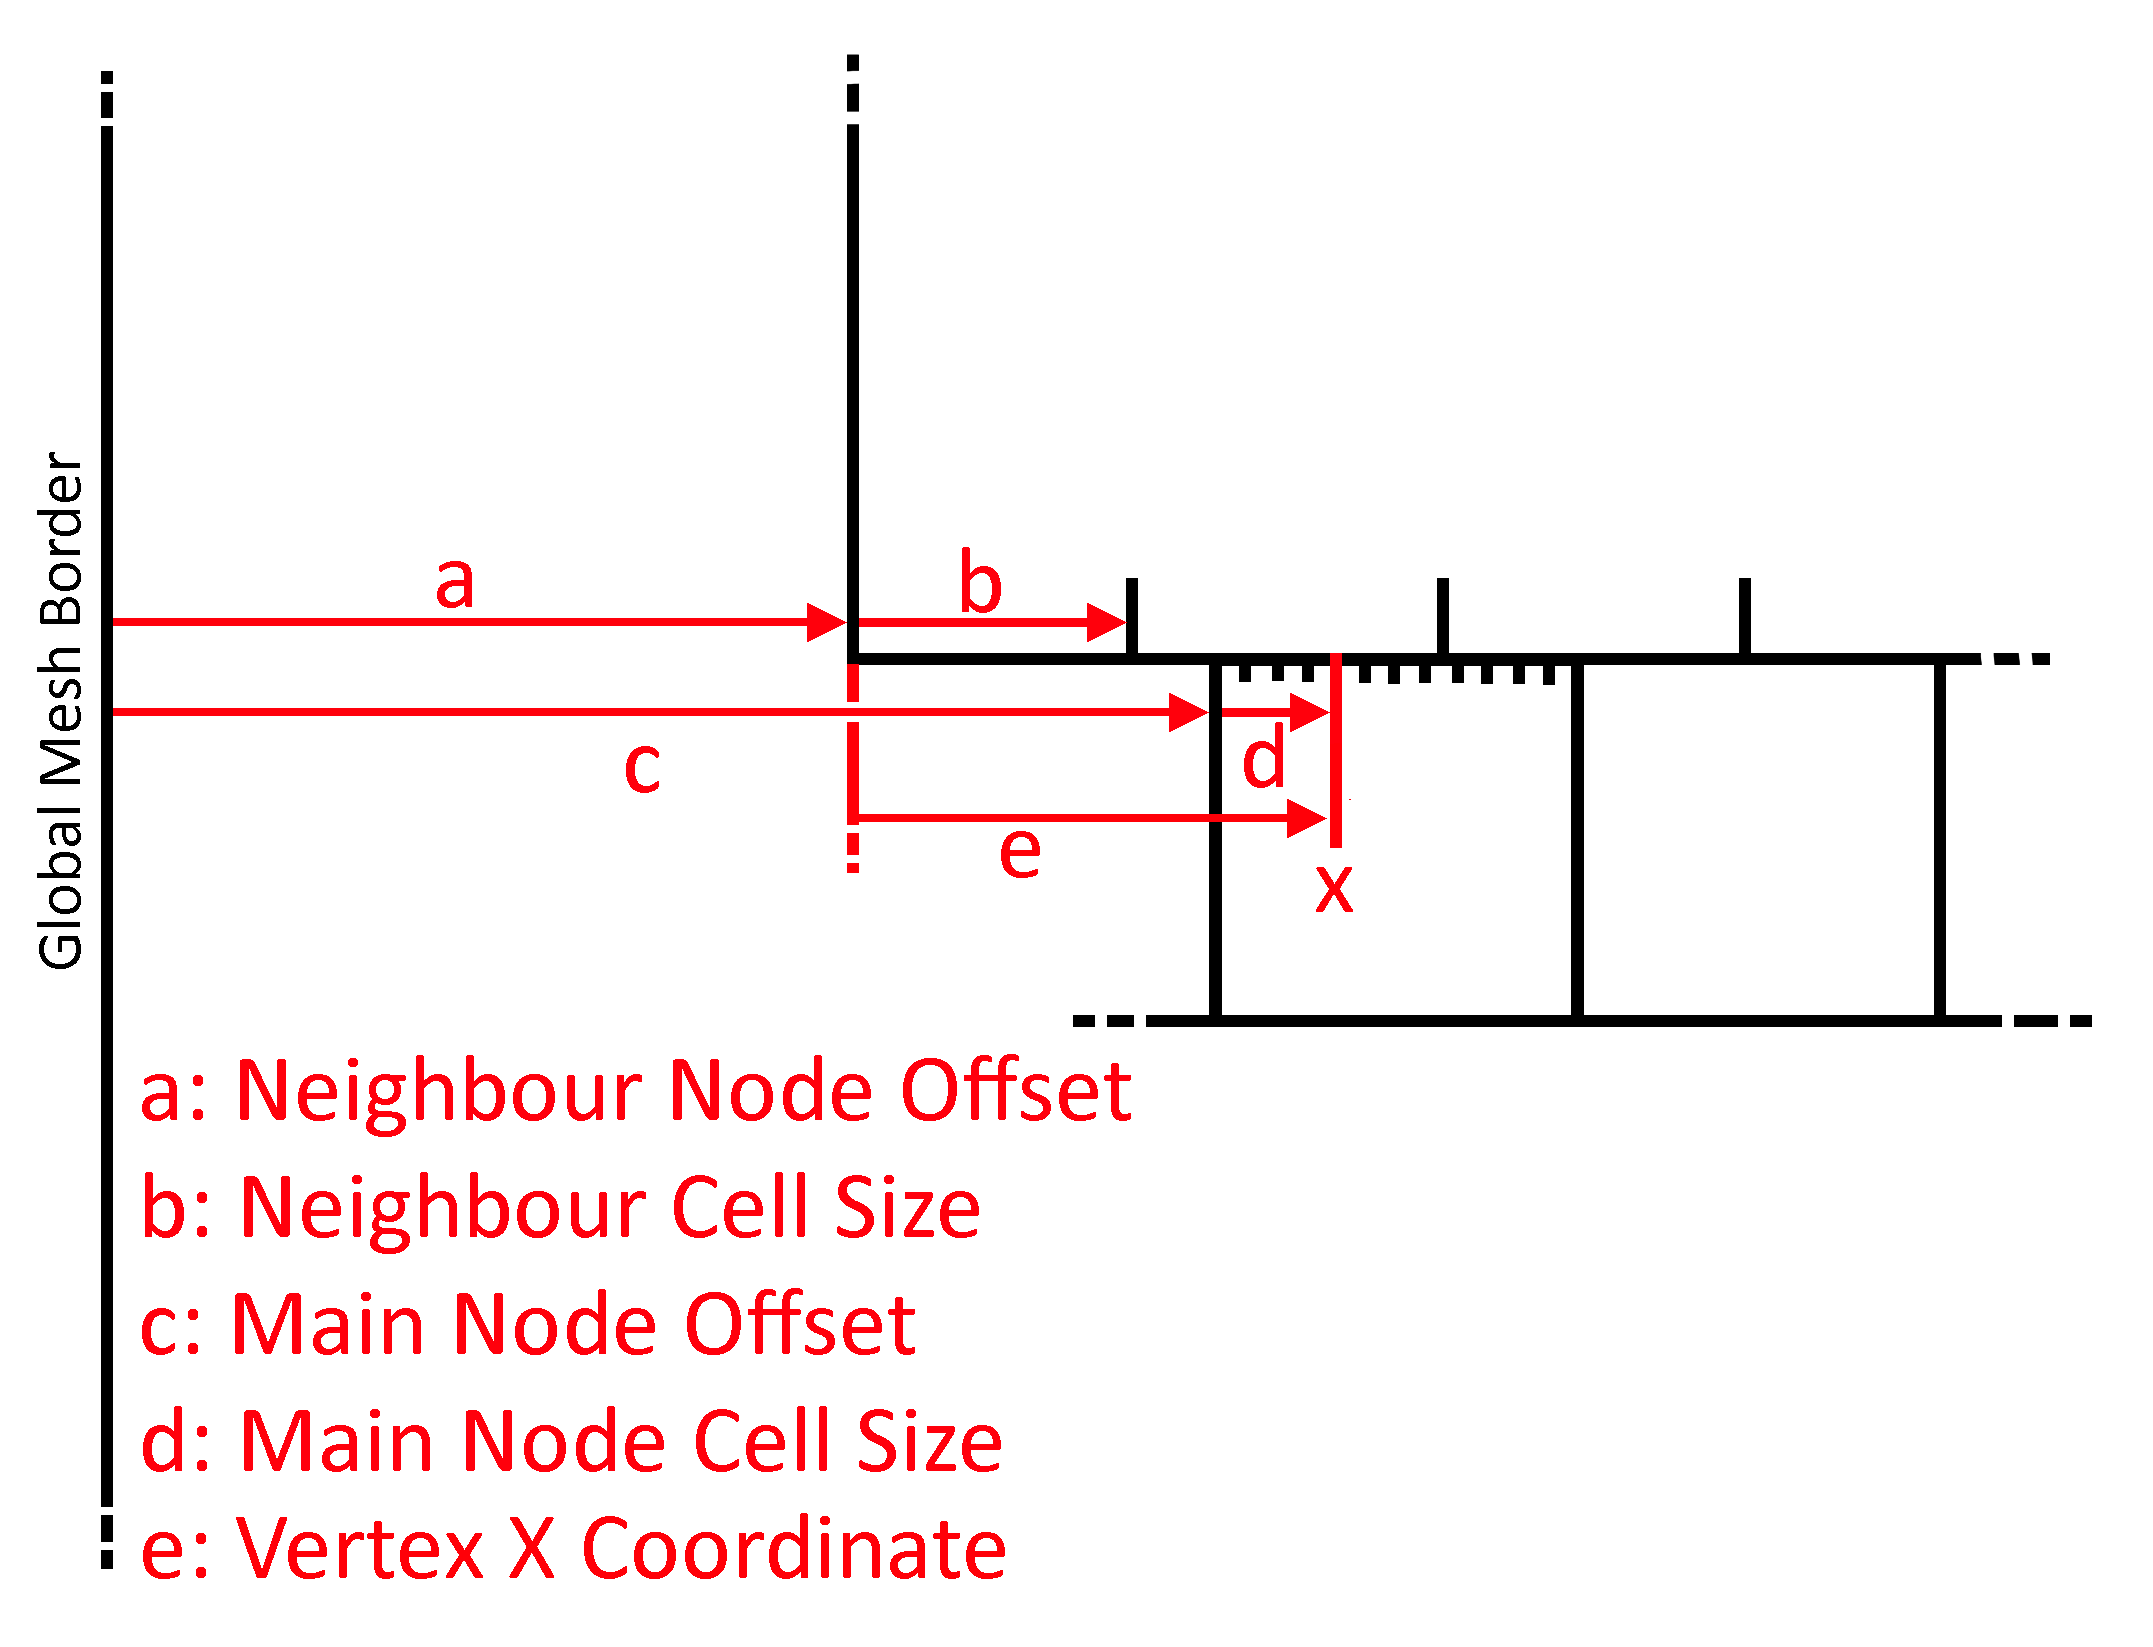 Global Mesh Border
a
b
c
d
e
x
a: Neighbour Node Offset
b: Neighbour Cell Size
c: Main Node Offset
d: Main Node Cell Size
e: Vertex X Coordinate